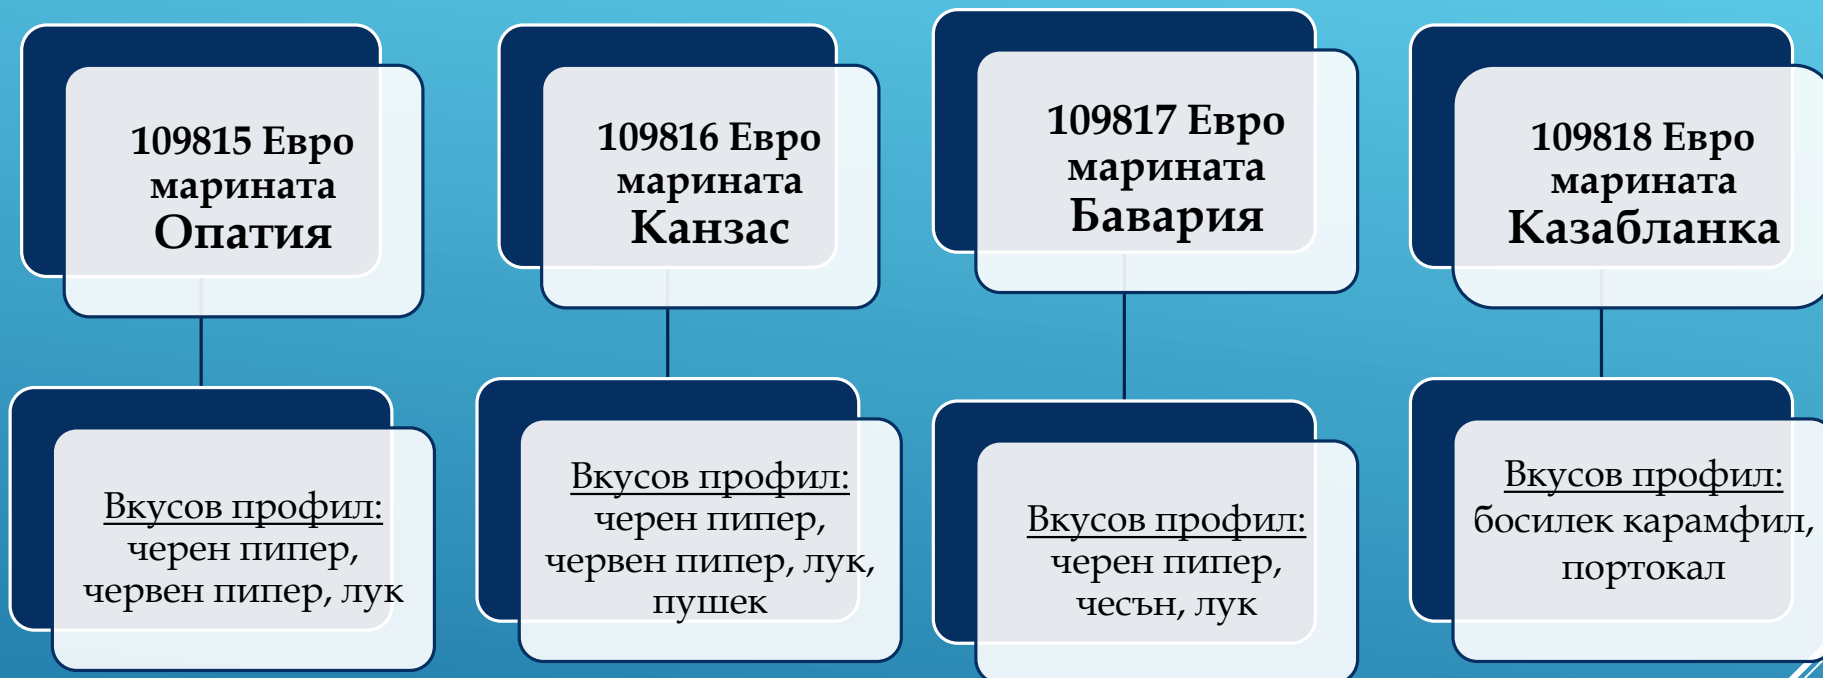 109815 Евро
марината
Опатия
Вкусов профил:
черен пипер,
червен пипер, лук
109816 Евро
марината
Канзас
Вкусов профил:
черен пипер,
червен пипер, лук,
пушек
109817 Евро
марината
Бавария
Вкусов профил:
черен пипер,
чесън, лук
109818 Евро
марината
Казабланка
Вкусов профил:
босилек карамфил,
портокал